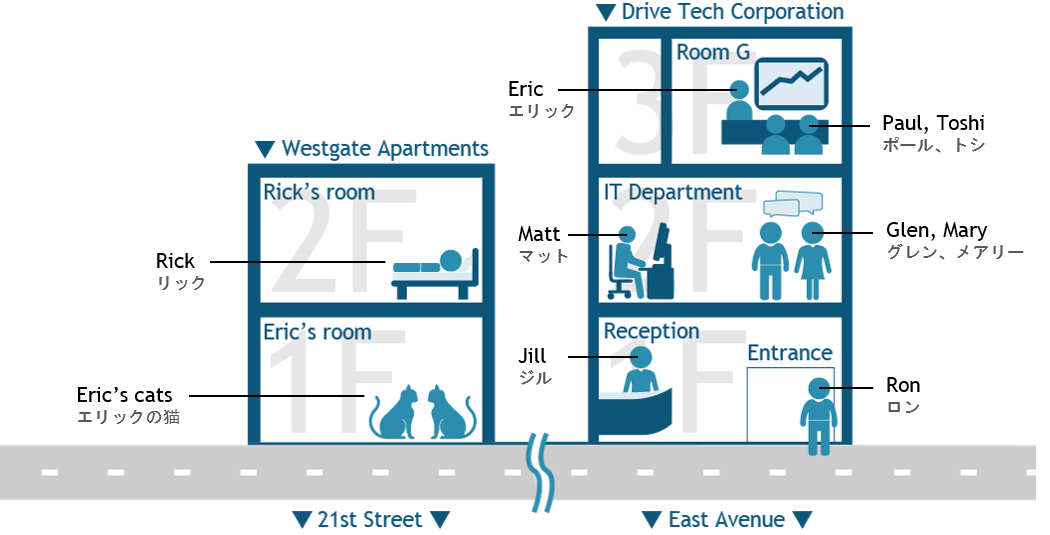 ▼ Drive Tech Corporation
3F
Room G
Eric
エリック
Paul, Toshi
ポール、トシ
▼ Westgate Apartments
2F
Rick's room
Rick
リック
2F
IT Department
Matt
マット
Glen, Mary
グレン、メアリー
1F
Eric's room
Eric's cats
エリックの猫
1F
Reception
Jill
ジル
Entrance
Ron
ロン
▼ 21st Street ▼
▼ East Avenue ▼